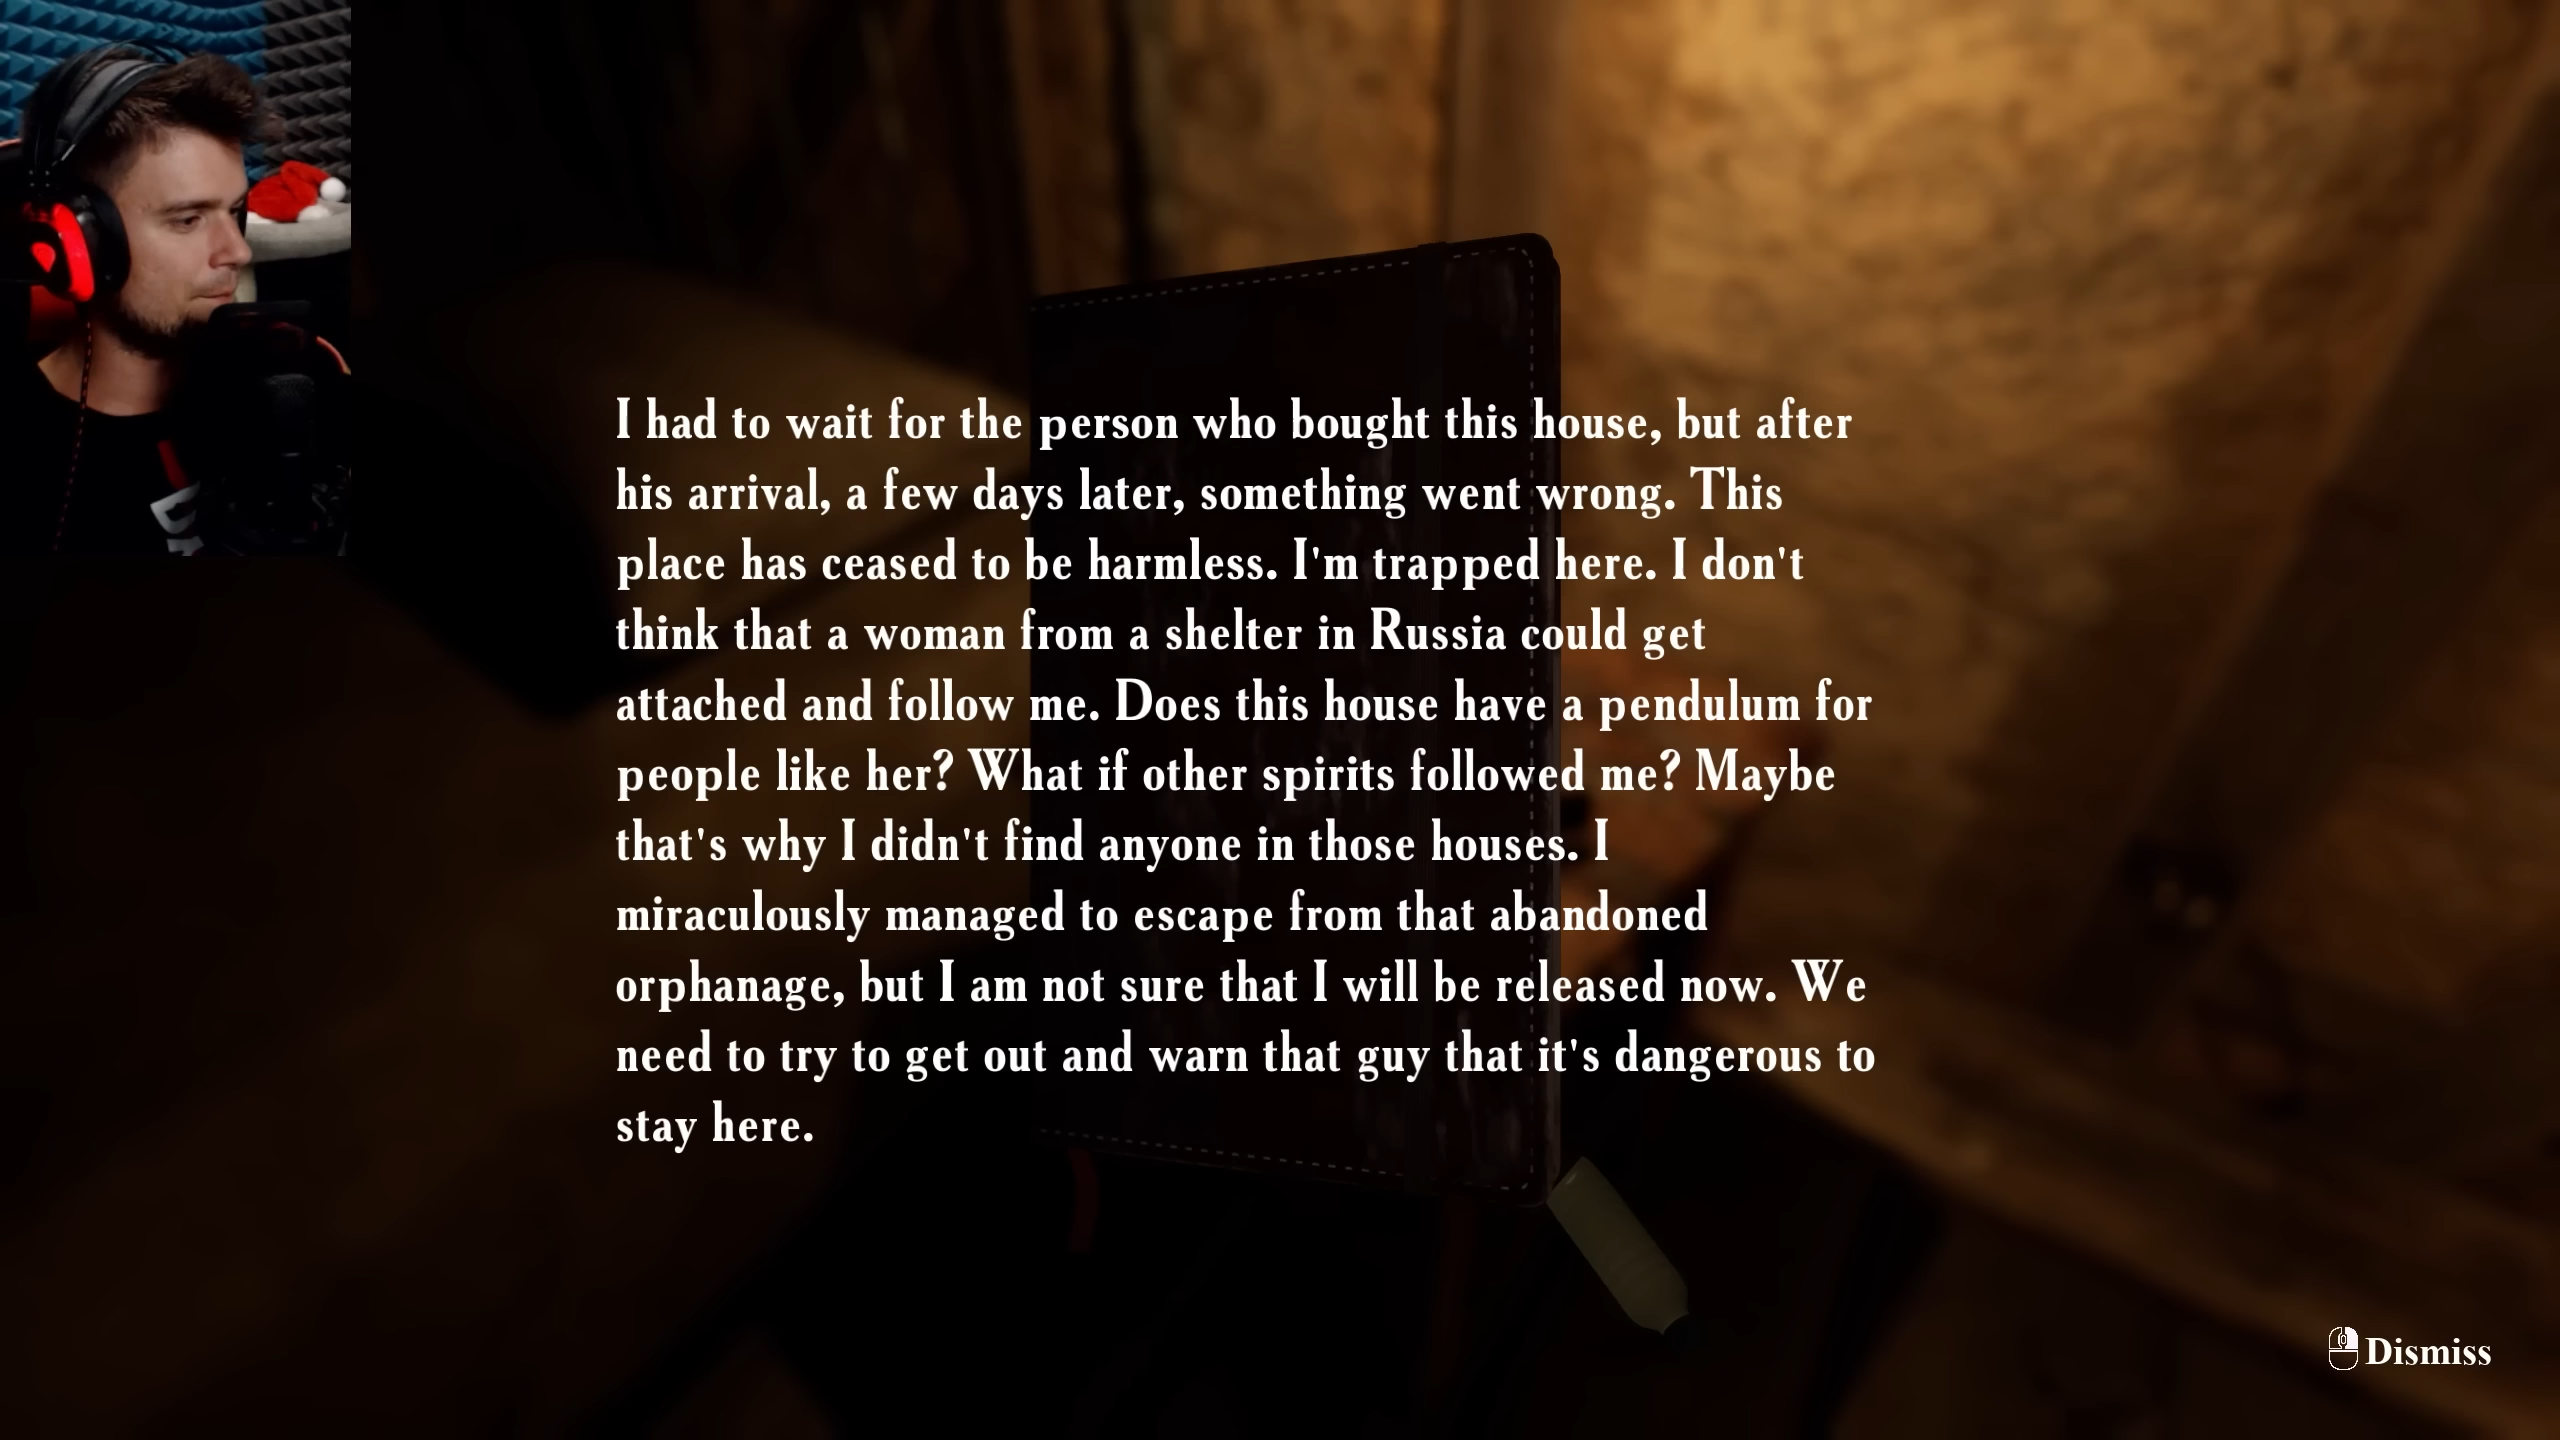 I had to wait for the person who bought this house, but after
his arrival, a few days later, something went wrong. This
place has ceased to be harmless. I'm trapped here. I don't
think that a woman from a shelter in Russia could get
attached and follow me. Does this house have a pendulum for
people like her? What if other spirits followed me? Maybe
that's why I didn't find anyone in those houses. I
miraculously managed to escape from that abandoned
orphanage, but I am not sure that I will be released now. We
need to try to get out and warn that guy that it's dangerous to
stay here.
Dismiss